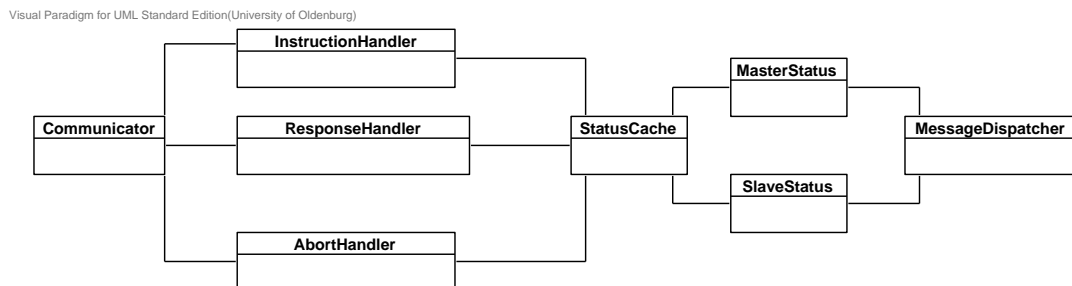 Visual Paradigm for UML Standard Edition(University of Oldenburg)
InstructionHandler
MasterStatus
Communicator
ResponseHandler
StatusCache
MessageDispatcher
SlaveStatus
AbortHandler